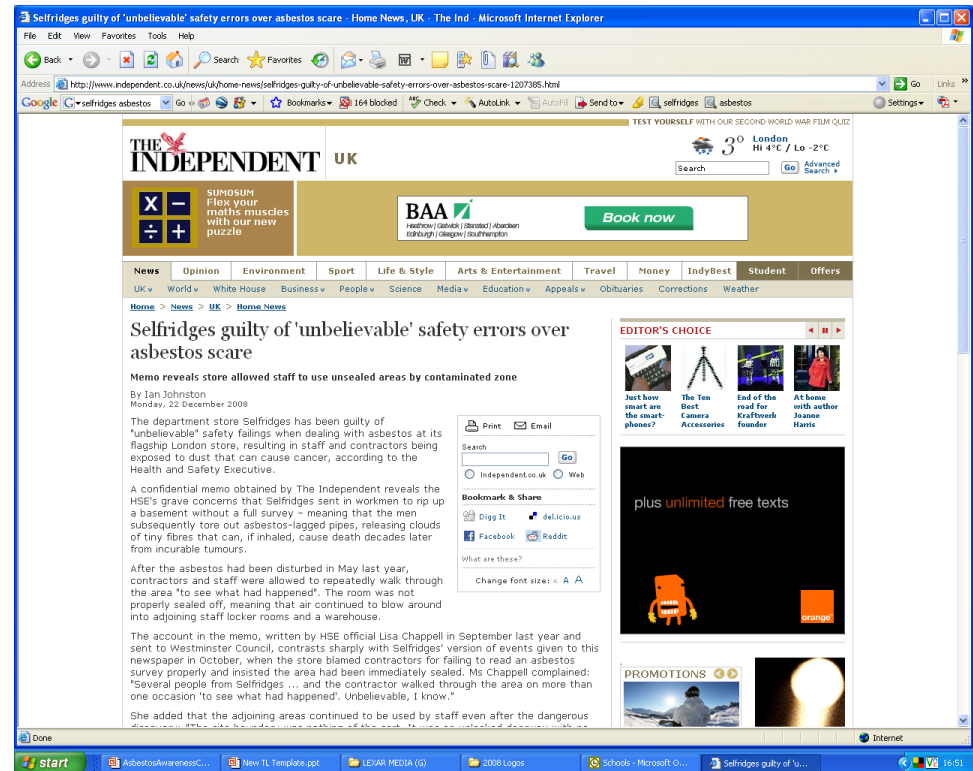 Selfridges guilty of 'unbelievable' safety errors over asbestos scare - Home News, UK - The Ind - Microsoft Internet Explorer
File Edit View Favorites Tools Help
Back Search Favorites
Address http://www.independent.co.uk/news/uk/home-news/selfridges-guilty-of-unbelievable-safety-errors-over-asbestos-scare-1207385.html Go Links »
Google selfridges asbestos Go Bookmarks 164 blocked Check AutoLink AutoFill Send to selfridges asbestos Settings
TEST YOURSELF WITH OUR SECOND WORLD WAR FILM QUIZ
THE INDEPENDENT UK
3° London
Hi 4°C / Lo -2°C
Search Go Advanced Search
SUMOSUM
Flex your
maths muscles
with our new
puzzle
X − ÷ +
BAA
Heathrow | Gatwick | Stansted | Aberdeen
Edinburgh | Glasgow | Southampton
Book now
News Opinion Environment Sport Life & Style Arts & Entertainment Travel Money IndyBest Student Offers
UK World White House Business People Science Media Education Appeals Obituaries Corrections Weather
Home > News > UK > Home News
Selfridges guilty of 'unbelievable' safety errors over
asbestos scare
Memo reveals store allowed staff to use unsealed areas by contaminated zone
By Ian Johnston
Monday, 22 December 2008
The department store Selfridges has been guilty of
"unbelievable" safety failings when dealing with asbestos at its
flagship London store, resulting in staff and contractors being
exposed to dust that can cause cancer, according to the
Health and Safety Executive.
A confidential memo obtained by The Independent reveals the
HSE's grave concerns that Selfridges sent in workmen to rip up
a basement without a full survey – meaning that the men
subsequently tore out asbestos-lagged pipes, releasing clouds
of tiny fibres that can, if inhaled, cause death decades later
from incurable tumours.
After the asbestos had been disturbed in May last year,
contractors and staff were allowed to repeatedly walk through
the area "to see what had happened". The room was not
properly sealed off, meaning that air continued to blow around
into adjoining staff locker rooms and a warehouse.
The account in the memo, written by HSE official Lisa Chappell in September last year and
sent to Westminster Council, contrasts sharply with Selfridges' version of events given to this
newspaper in October, when the store blamed contractors for failing to read an asbestos
survey properly and insisted the area had been immediately sealed. Ms Chappell complained:
"Several people from Selfridges ... and the contractor walked through the area on more than
one occasion 'to see what had happened'. Unbelievable, I know."
She added that the adjoining areas continued to be used by staff even after the dangerous
Print Email
Search
Go
Independent.co.uk Web
Bookmark & Share
Digg It del.icio.us
Facebook Reddit
What are these?
Change font size: A A A
EDITOR'S CHOICE
Just how
smart are
the smart-
phones?
The Ten
Best
Camera
Accessories
End of the
road for
Kraftwerk
founder
At home
with author
Joanne
Harris
plus unlimited free texts
orange
PROMOTIONS
Done Internet
start AsbestosAwarenessC... New TL Template.ppt LEXAR MEDIA (G) 2008 Logos Schools - Microsoft O... Selfridges guilty of 'u... 16:51